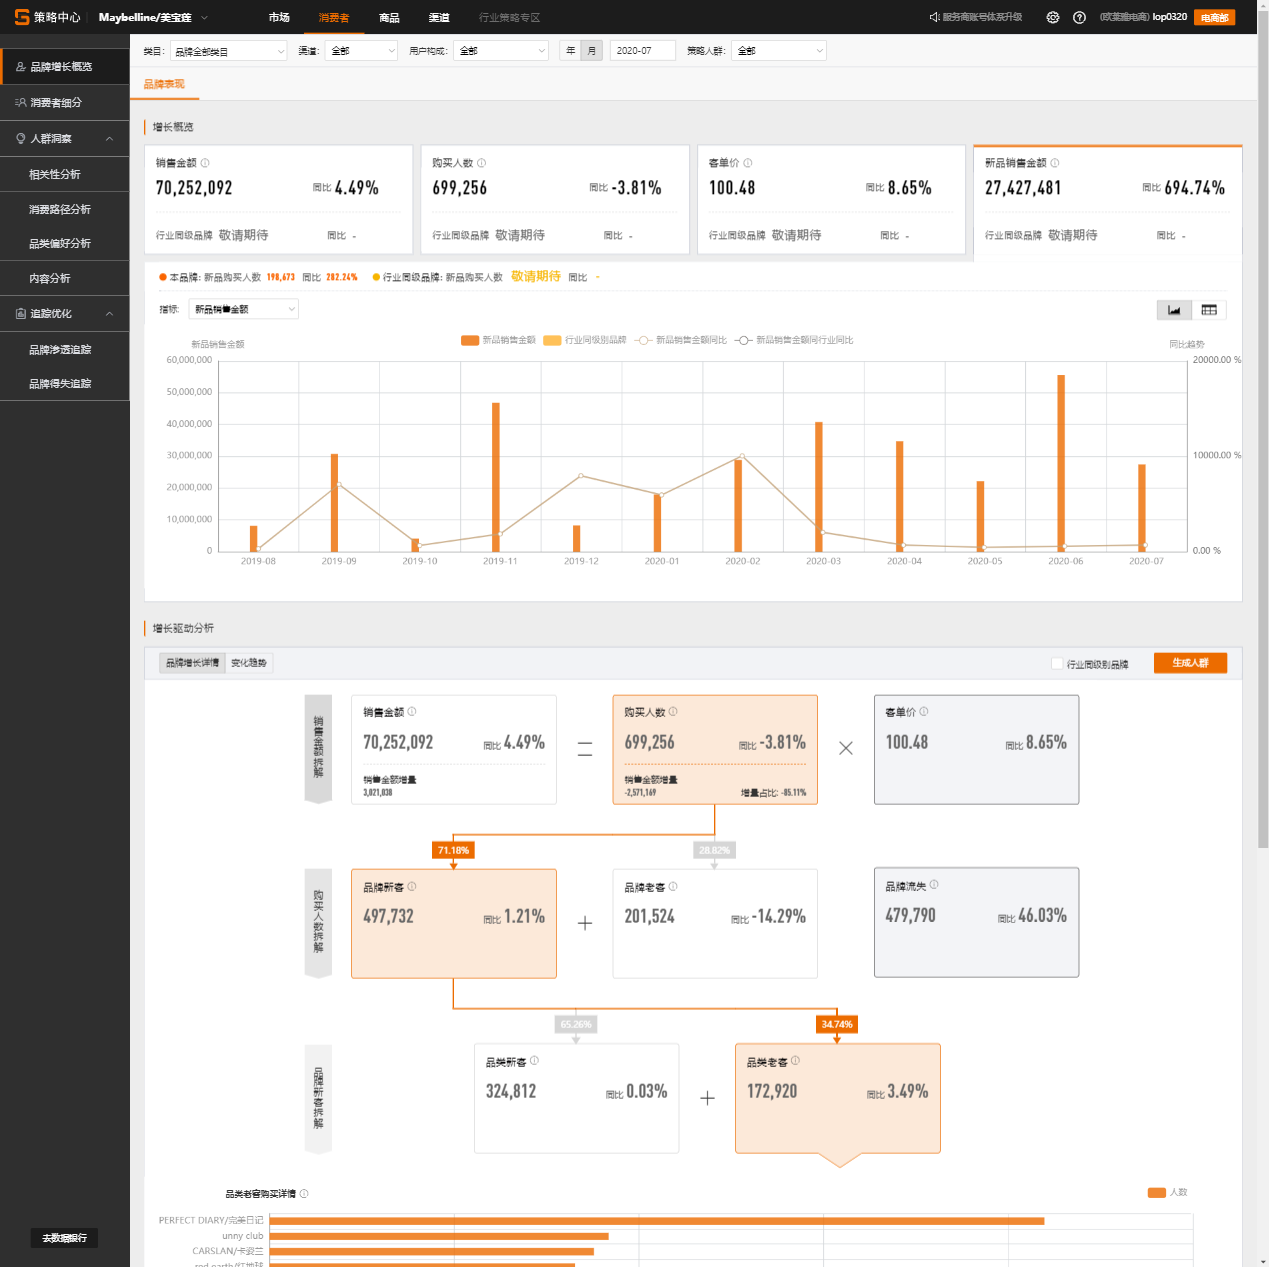 策略中心 Maybelline/美宝莲 市场 消费者 商品 渠道 行业策略专区 服务商账号体系升级 (欧莱雅电商) lop0320 电商部
品牌增长概览
消费者细分
人群洞察
相关性分析
消费路径分析
品类偏好分析
内容分析
追踪优化
品牌渗透追踪
品牌得失追踪
去数据银行
类目: 品牌全部类目 渠道: 全部 用户构成: 全部 年 月 2020-07 策略人群: 全部
品牌表现
增长概览
销售金额 购买人数 客单价 新品销售金额
70,252,092 同比 4.49% 699,256 同比 -3.81% 100.48 同比 8.65% 27,427,481 同比 694.74%
行业同级品牌 敬请期待 同比 - 行业同级品牌 敬请期待 同比 - 行业同级品牌 敬请期待 同比 - 行业同级品牌 敬请期待 同比 -
本品牌: 新品购买人数 198,673 同比 282.24% 行业同级品牌: 新品购买人数 敬请期待 同比 -
指标: 新品销售金额
新品销售金额 行业同级别品牌 新品销售金额同比 新品销售金额同行业同比
新品销售金额 同比趋势
60,000,000 20000.00 %
50,000,000
40,000,000
30,000,000 10000.00 %
20,000,000
10,000,000
0 0.00 %
2019-08 2019-09 2019-10 2019-11 2019-12 2020-01 2020-02 2020-03 2020-04 2020-05 2020-06 2020-07
增长驱动分析
品牌增长详情 变化趋势 行业同级别品牌 生成人群
销售金额拆解
销售金额 购买人数 客单价
70,252,092 同比 4.49% = 699,256 同比 -3.81% × 100.48 同比 8.65%
销售金额增量 销售金额增量
3,021,038 -2,571,169 增量占比: -85.11%
71.18% 28.82%
购买人数拆解
品牌新客 品牌老客 品牌流失
497,732 同比 1.21% + 201,524 同比 -14.29% 479,790 同比 46.03%
65.26% 34.74%
品牌新客拆解
品类新客 品类老客
324,812 同比 0.03% + 172,920 同比 3.49%
品类老客购买详情 人数
PERFECT DIARY/完美日记
unny club
CARSLAN/卡姿兰
red earth/红地球